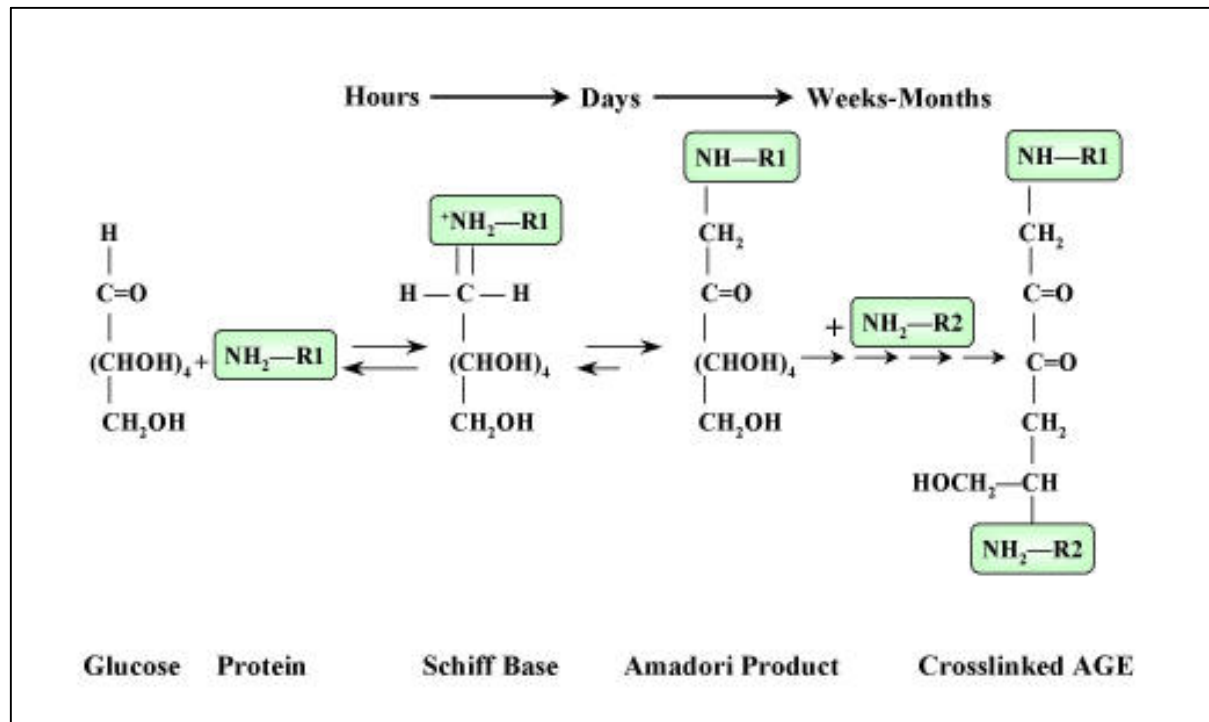 Hours Days Weeks-Months
NH—R1 NH—R1
⁺NH₂—R1
H CH₂ CH₂
C=O H—C—H C=O C=O
+ NH₂—R2
(CHOH)₄ + NH₂—R1 (CHOH)₄ (CHOH)₄ C=O
CH₂OH CH₂OH CH₂OH CH₂
HOCH₂—CH
NH₂—R2
Glucose Protein Schiff Base Amadori Product Crosslinked AGE